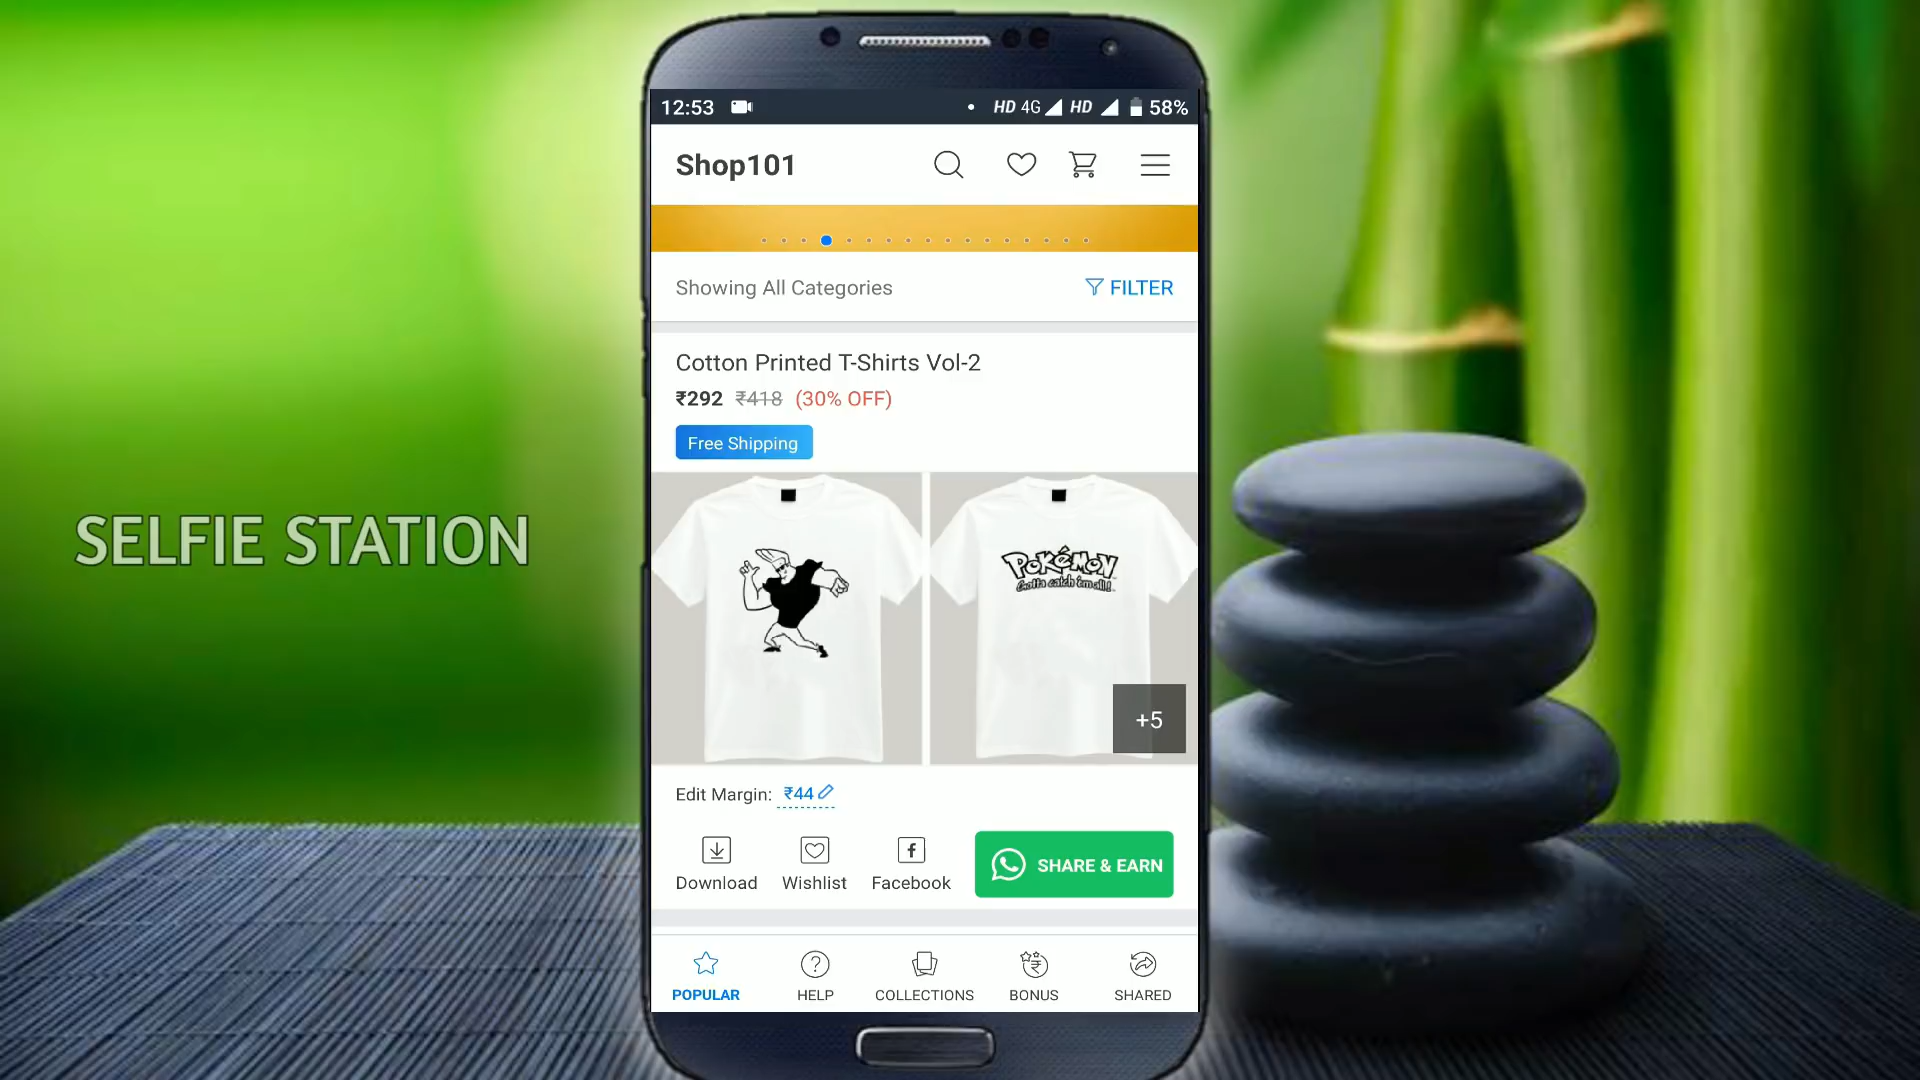 12:53 HD 4G HD 58%
Shop101
Showing All Categories FILTER
Cotton Printed T-Shirts Vol-2
₹292 ₹418 (30% OFF)
Free Shipping
POKéMON
Gotta catch 'em all!
+5
Edit Margin: ₹44
Download Wishlist Facebook SHARE & EARN
POPULAR HELP COLLECTIONS BONUS SHARED
SELFIE STATION